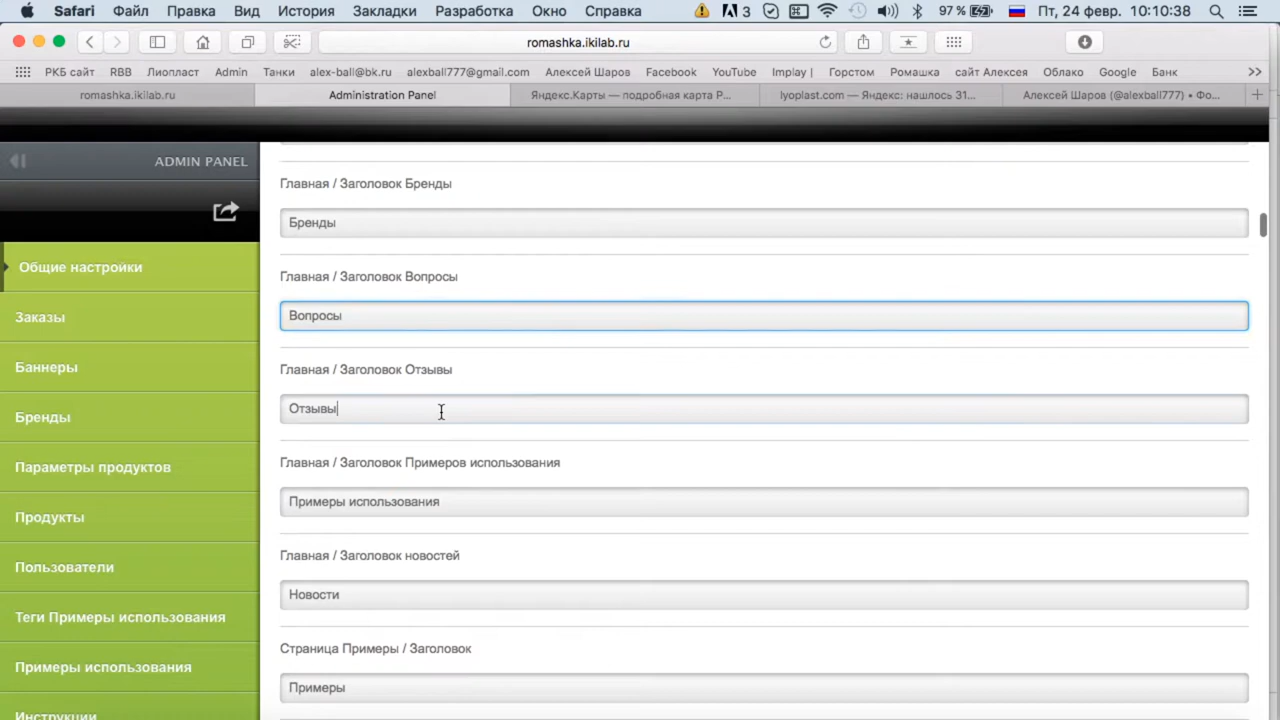 Safari Файл Правка Вид История Закладки Разработка Окно Справка 3 97 % Пт, 24 февр. 10:10:38
romashka.ikilab.ru
РКБ сайт RBB Лиопласт Admin Танки alex-ball@bk.ru alexball777@gmail.com Алексей Шаров Facebook YouTube Implay | Горстом Ромашка сайт Алексея Облако Google Банк
romashka.ikilab.ru Administration Panel Яндекс.Карты — подробная карта Р... lyoplast.com — Яндекс: нашлось 31... Алексей Шаров (@alexball777) • Фо...
ADMIN PANEL
Общие настройки
Заказы
Баннеры
Бренды
Параметры продуктов
Продукты
Пользователи
Теги Примеры использования
Примеры использования
Инструкции
Главная / Заголовок Бренды
Бренды
Главная / Заголовок Вопросы
Вопросы
Главная / Заголовок Отзывы
Отзывы
Главная / Заголовок Примеров использования
Примеры использования
Главная / Заголовок новостей
Новости
Страница Примеры / Заголовок
Примеры